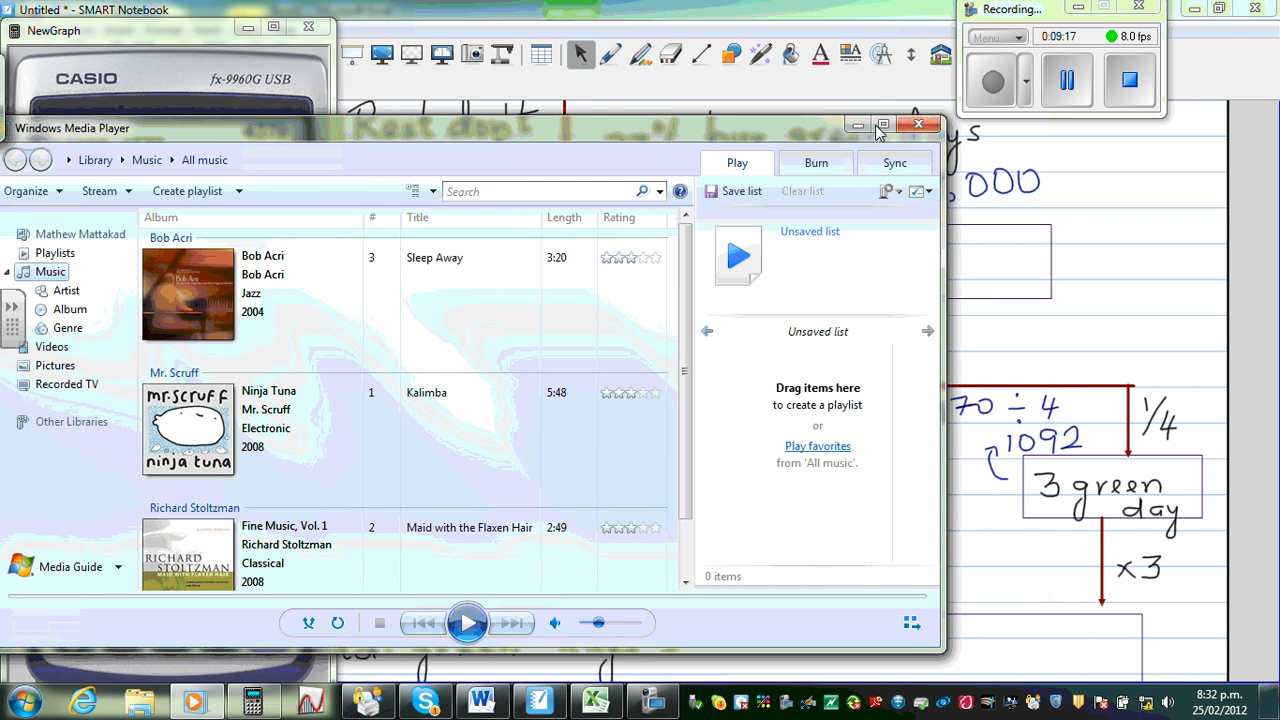 Untitled * - SMART Notebook
NewGraph
CASIO
fx-9960G USB
Recording...
Menu
0:09:17
8.0 fps
Windows Media Player
Library
Music
All music
Play
Burn
Sync
Organize
Stream
Create playlist
Search
Save list
Clear list
Album
#
Title
Length
Rating
Mathew Mattakad
Playlists
Music
Artist
Album
Genre
Videos
Pictures
Recorded TV
Other Libraries
Media Guide
Bob Acri
Bob Acri
Bob Acri
Jazz
2004
3
Sleep Away
3:20
Mr. Scruff
mr.scruff
ninja tuna
Ninja Tuna
Mr. Scruff
Electronic
2008
1
Kalimba
5:48
Richard Stoltzman
RICHARD
STOLTZMAN
MAID WITH THE FLAXEN HAIR
Fine Music, Vol. 1
Richard Stoltzman
Classical
2008
2
Maid with the Flaxen Hair
2:49
Unsaved list
Unsaved list
Drag items here
to create a playlist
or
Play favorites
from 'All music'.
0 items
,000
70 ÷ 4
1092
1/4
3 green
day
×3
8:32 p.m.
25/02/2012